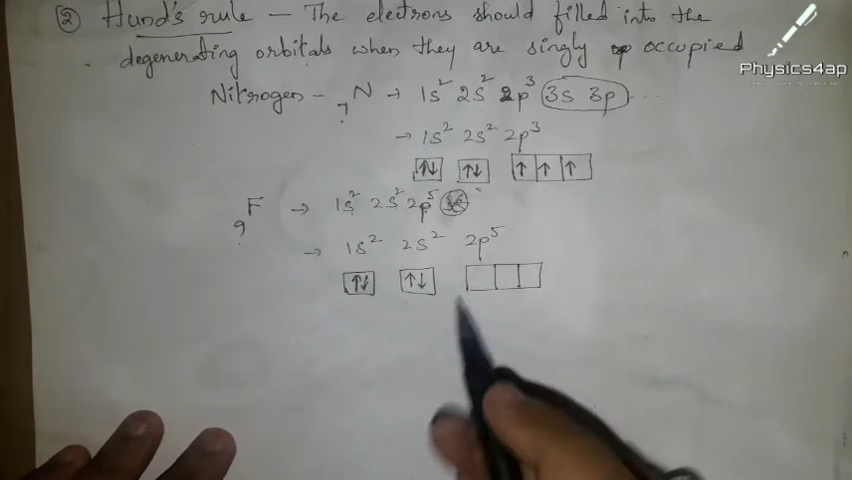 ② Hund's rule – The electrons should filled into the
degenerating orbitals when they are singly occupied
Physics4ap
Nitrogen – ₇N → 1s² 2s² 2p³ 3s 3p ...
→ 1s² 2s² 2p³
↑↓ ↑↓ ↑ ↑ ↑
₉F → 1s² 2s² 2p⁵
→ 1s² 2s² 2p⁵
↑↓ ↑↓